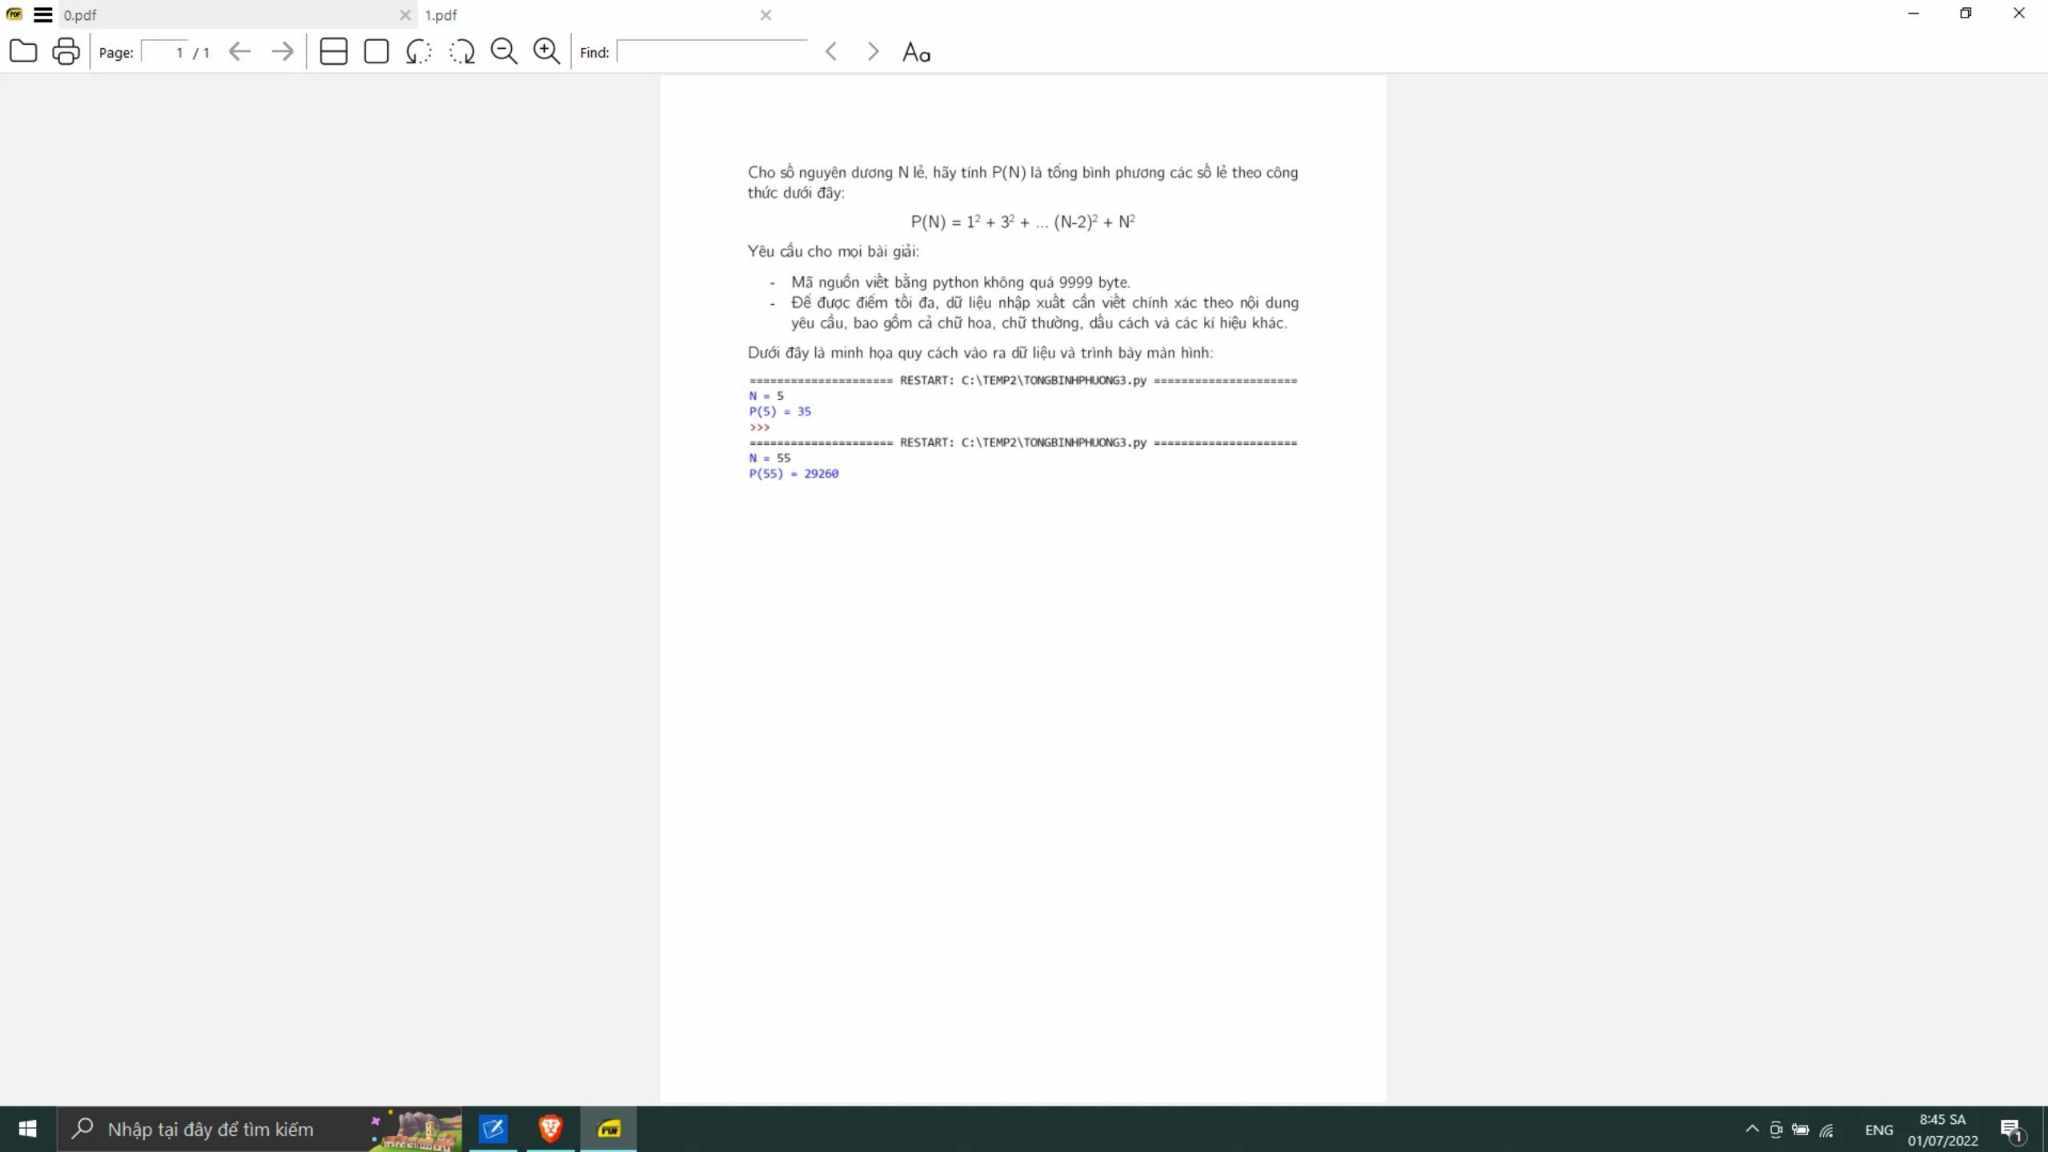 0.pdf
1.pdf
Page: 1 / 1
Find:
Cho số nguyên dương N lẻ, hãy tính P(N) là tổng bình phương các số lẻ theo công
thức dưới đây:
P(N) = 1² + 3² + ... (N-2)² + N²
Yêu cầu cho mọi bài giải:
- Mã nguồn viết bằng python không quá 9999 byte.
- Để được điểm tối đa, dữ liệu nhập xuất cần viết chính xác theo nội dung
yêu cầu, bao gồm cả chữ hoa, chữ thường, dấu cách và các kí hiệu khác.
Dưới đây là minh họa quy cách vào ra dữ liệu và trình bày màn hình:
===================== RESTART: C:\TEMP2\TONGBINHPHUONG3.py =====================
N = 5
P(5) = 35
>>>
===================== RESTART: C:\TEMP2\TONGBINHPHUONG3.py =====================
N = 55
P(55) = 29260
Nhập tại đây để tìm kiếm
ENG
8:45 SA
01/07/2022
1